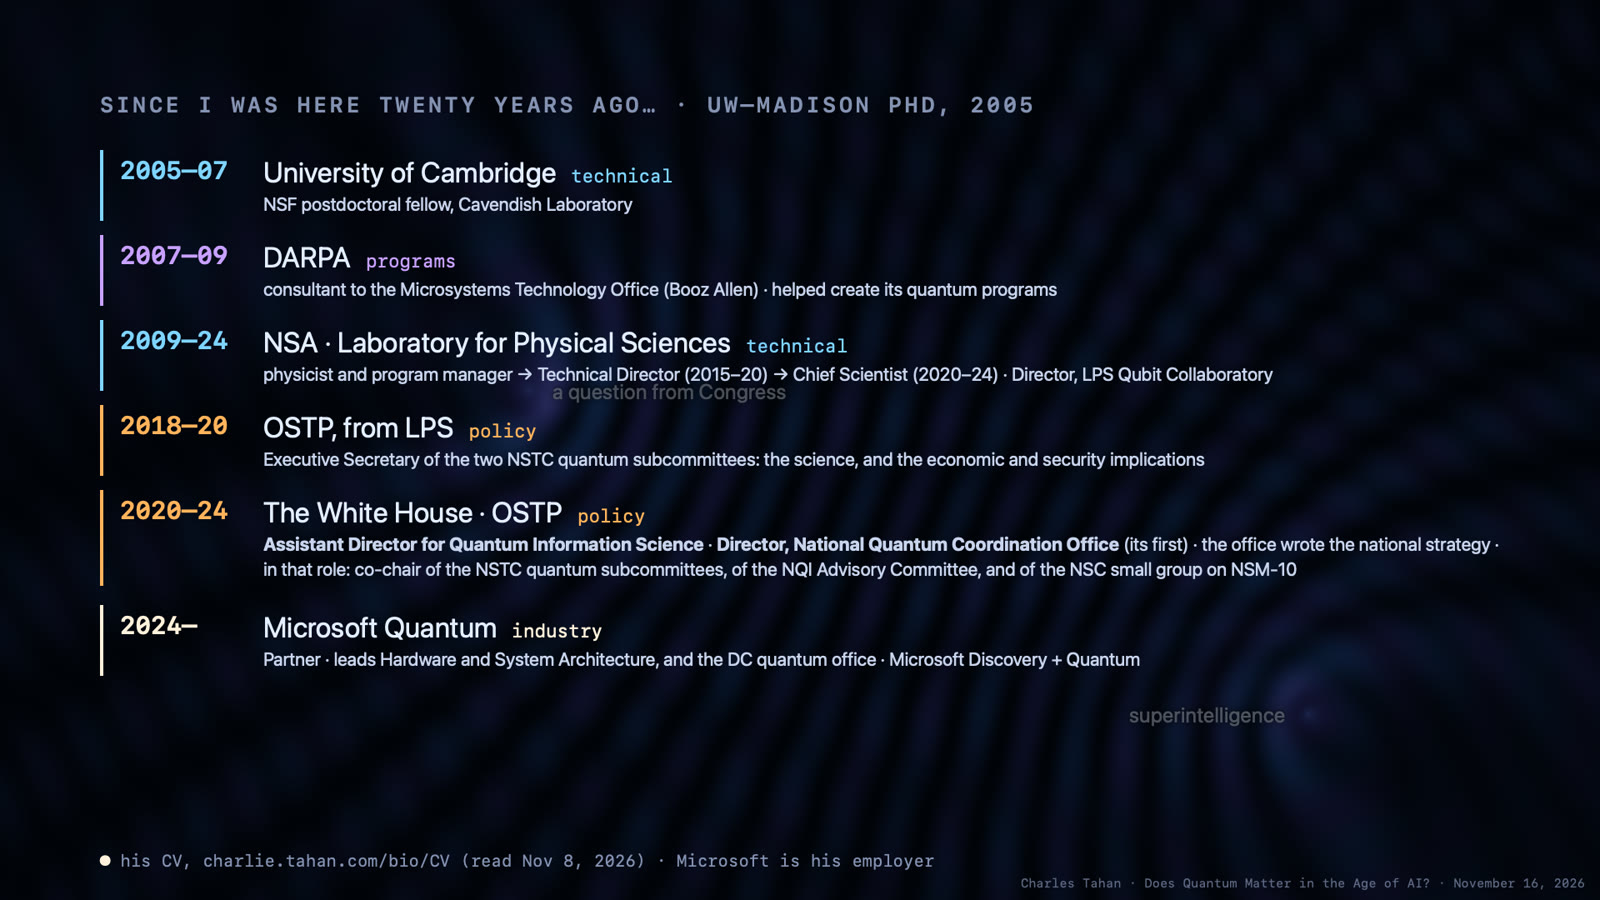 SINCE I WAS HERE TWENTY YEARS AGO… · UW—MADISON PHD, 2005
2005—07 University of Cambridge technical
NSF postdoctoral fellow, Cavendish Laboratory
2007—09 DARPA programs
consultant to the Microsystems Technology Office (Booz Allen) · helped create its quantum programs
2009—24 NSA · Laboratory for Physical Sciences technical
physicist and program manager → Technical Director (2015–20) → Chief Scientist (2020–24) · Director, LPS Qubit Collaboratory
a question from Congress
2018—20 OSTP, from LPS policy
Executive Secretary of the two NSTC quantum subcommittees: the science, and the economic and security implications
2020—24 The White House · OSTP policy
Assistant Director for Quantum Information Science · Director, National Quantum Coordination Office (its first) · the office wrote the national strategy ·
in that role: co-chair of the NSTC quantum subcommittees, of the NQI Advisory Committee, and of the NSC small group on NSM-10
2024— Microsoft Quantum industry
Partner · leads Hardware and System Architecture, and the DC quantum office · Microsoft Discovery + Quantum
superintelligence
his CV, charlie.tahan.com/bio/CV (read Nov 8, 2026) · Microsoft is his employer
Charles Tahan · Does Quantum Matter in the Age of AI? · November 16, 2026